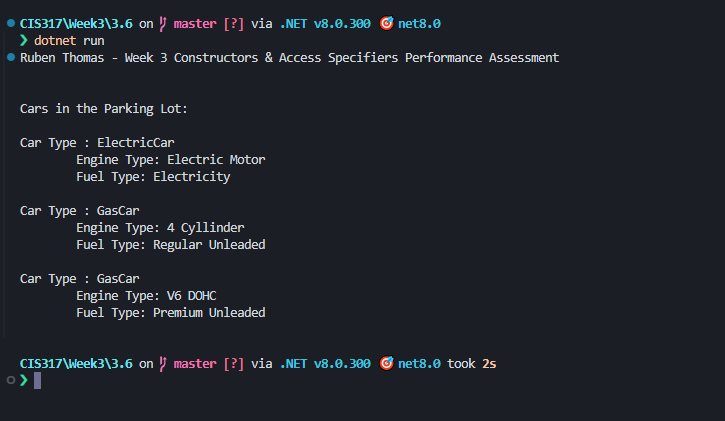 CIS317\Week3\3.6 on master [?] via .NET v8.0.300 🎯 net8.0
❯ dotnet run
Ruben Thomas - Week 3 Constructors & Access Specifiers Performance Assessment
Cars in the Parking Lot:
Car Type : ElectricCar
Engine Type: Electric Motor
Fuel Type: Electricity
Car Type : GasCar
Engine Type: 4 Cyllinder
Fuel Type: Regular Unleaded
Car Type : GasCar
Engine Type: V6 DOHC
Fuel Type: Premium Unleaded
CIS317\Week3\3.6 on master [?] via .NET v8.0.300 🎯 net8.0 took 2s
❯